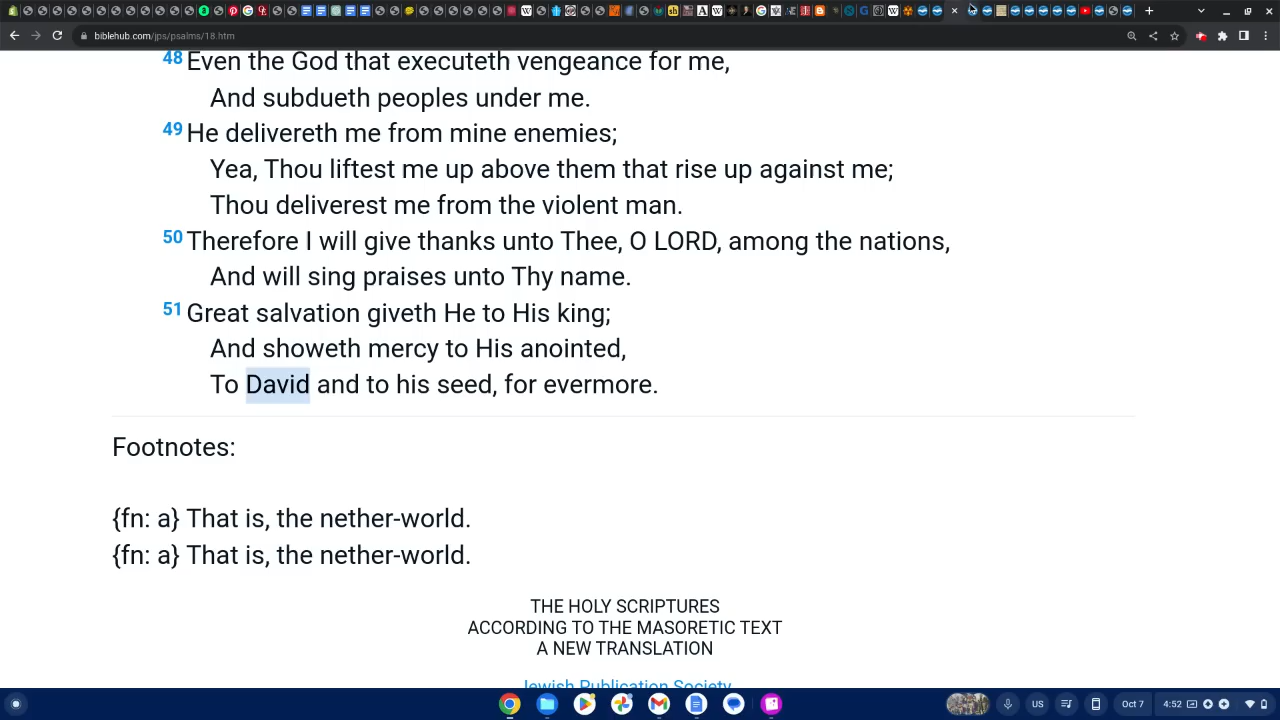 biblehub.com/jps/psalms/18.htm
48 Even the God that executeth vengeance for me,
And subdueth peoples under me.
49 He delivereth me from mine enemies;
Yea, Thou liftest me up above them that rise up against me;
Thou deliverest me from the violent man.
50 Therefore I will give thanks unto Thee, O LORD, among the nations,
And will sing praises unto Thy name.
51 Great salvation giveth He to His king;
And showeth mercy to His anointed,
To David and to his seed, for evermore.
Footnotes:
{fn: a} That is, the nether-world.
{fn: a} That is, the nether-world.
THE HOLY SCRIPTURES
ACCORDING TO THE MASORETIC TEXT
A NEW TRANSLATION
Jewish Publication Society
US Oct 7 4:52